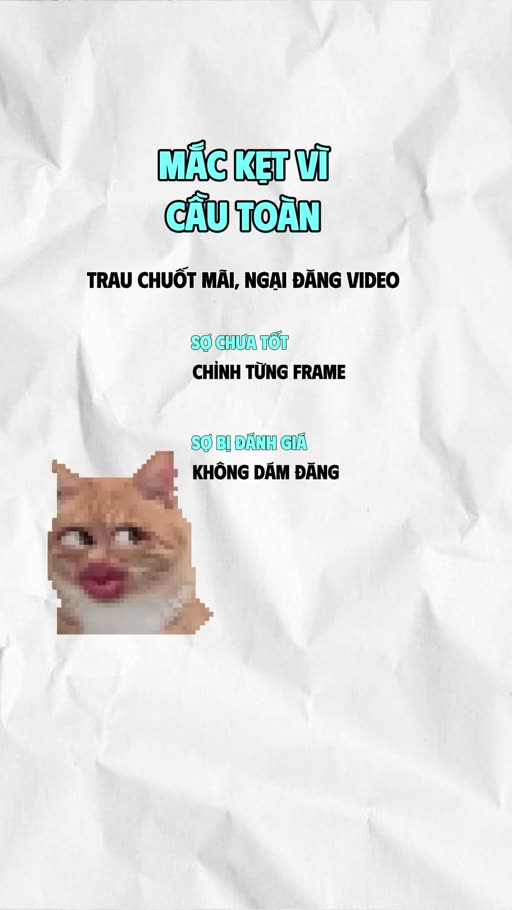 MẮC KẸT VÌ
CẦU TOÀN
TRAU CHUỐT MÃI, NGẠI ĐĂNG VIDEO
SỢ CHƯA TỐT
CHỈNH TỪNG FRAME
SỢ BỊ ĐÁNH GIÁ
KHÔNG DÁM ĐĂNG